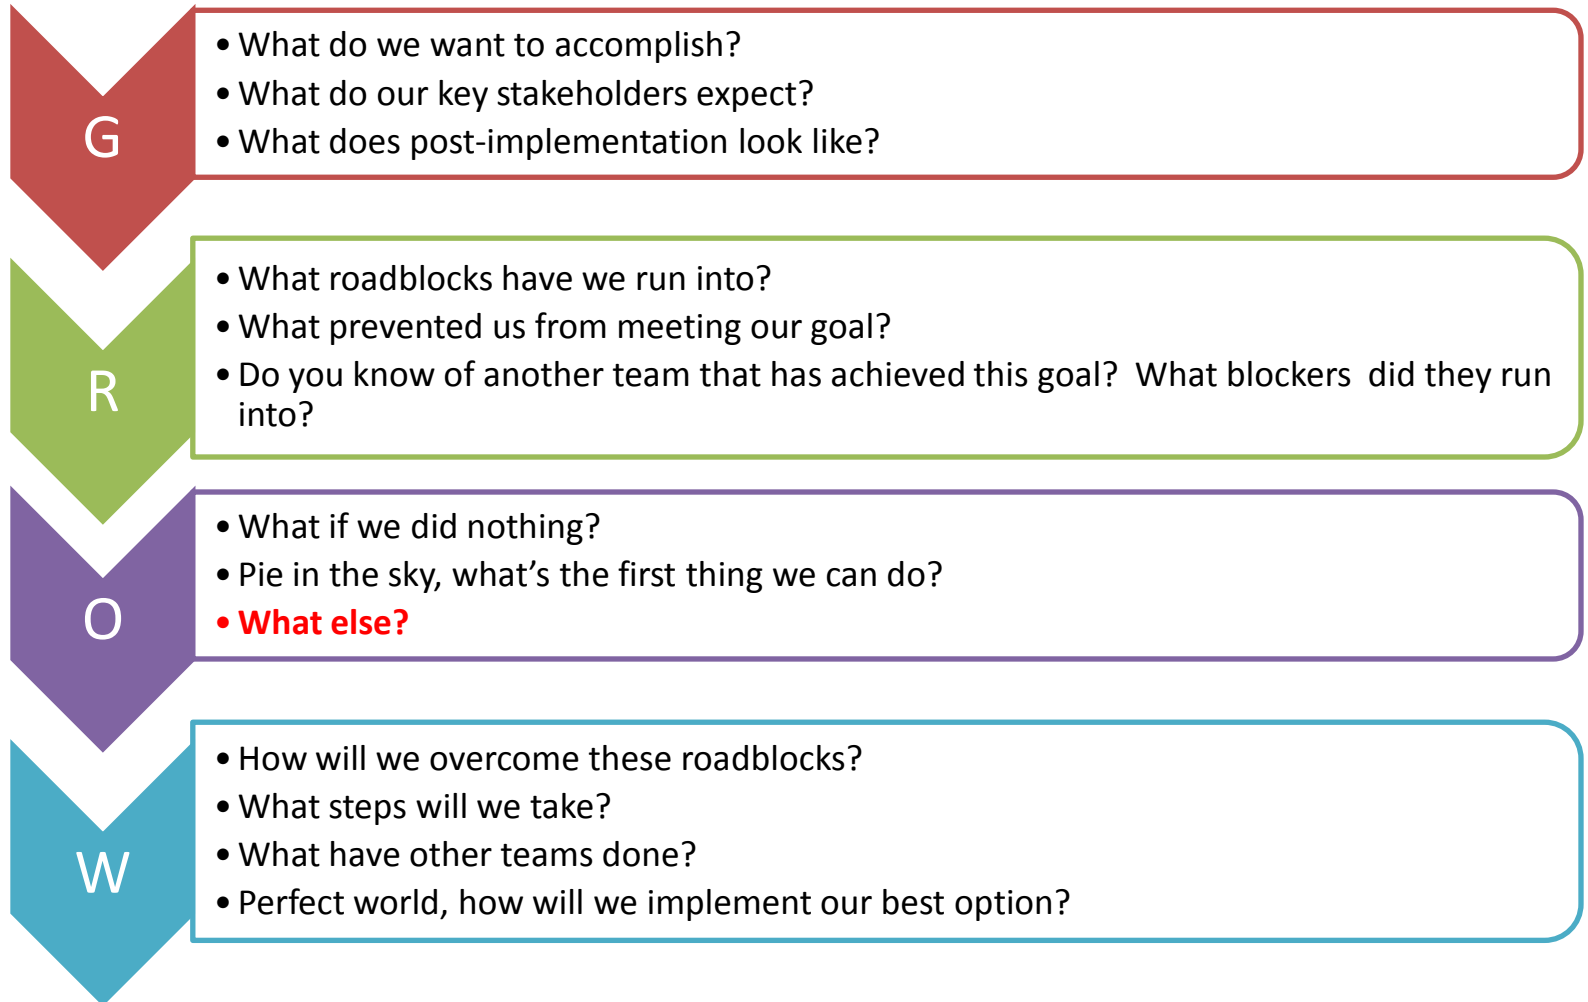 G
• What do we want to accomplish?
• What do our key stakeholders expect?
• What does post-implementation look like?
R
• What roadblocks have we run into?
• What prevented us from meeting our goal?
• Do you know of another team that has achieved this goal?  What blockers  did they run
into?
O
• What if we did nothing?
• Pie in the sky, what’s the first thing we can do?
• What else?
W
• How will we overcome these roadblocks?
• What steps will we take?
• What have other teams done?
• Perfect world, how will we implement our best option?